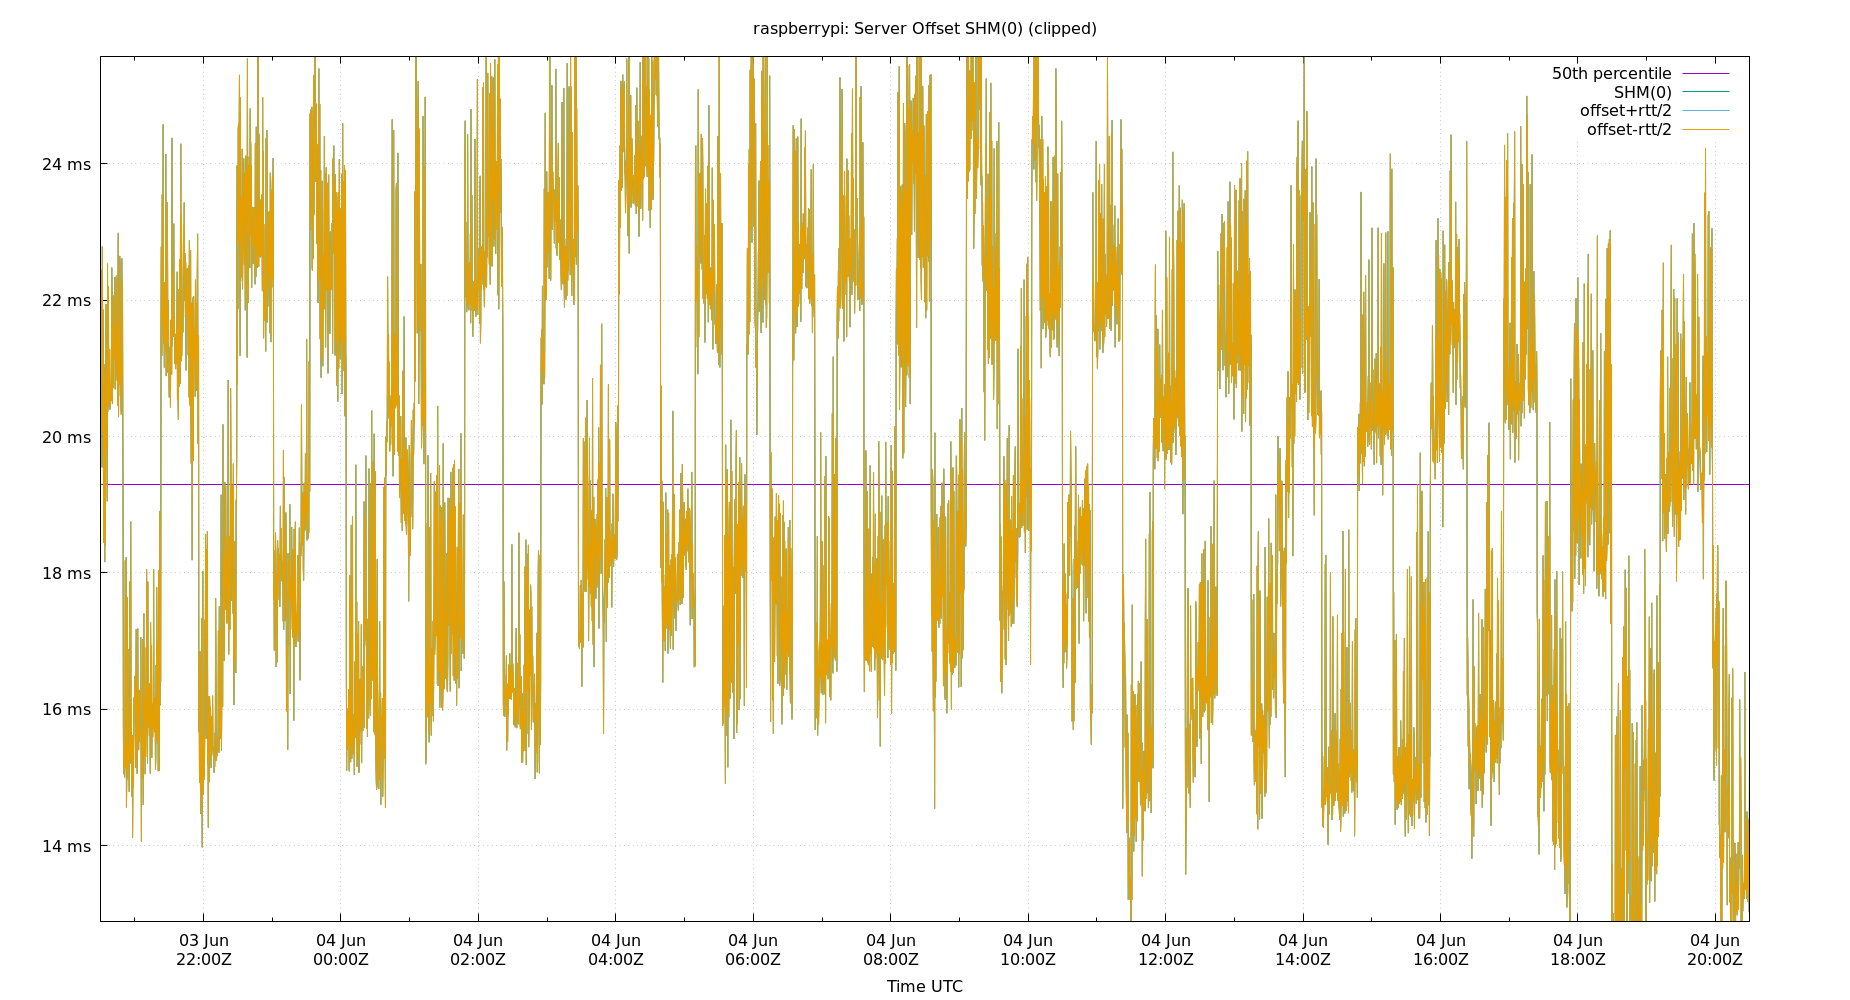 raspberrypi: Server Offset SHM(0) (clipped)
50th percentile
SHM(0)
offset+rtt/2
offset-rtt/2
24 ms
22 ms
20 ms
18 ms
16 ms
14 ms
03 Jun 04 Jun 04 Jun 04 Jun 04 Jun 04 Jun 04 Jun 04 Jun 04 Jun 04 Jun 04 Jun 04 Jun
22:00Z 00:00Z 02:00Z 04:00Z 06:00Z 08:00Z 10:00Z 12:00Z 14:00Z 16:00Z 18:00Z 20:00Z
Time UTC